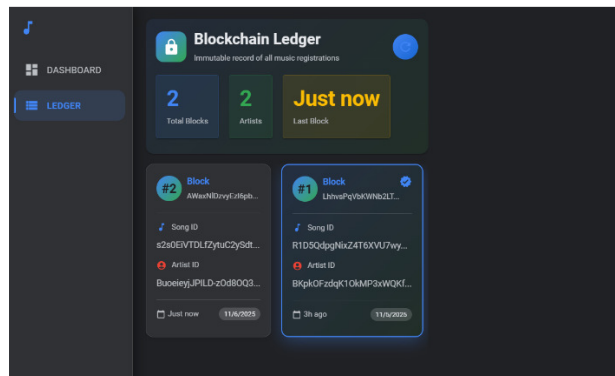 DASHBOARD
LEDGER
Blockchain Ledger
Immutable record of all music registrations
2
Total Blocks
2
Artists
Just now
Last Block
#2
Block
AWaxNlDzvyEzl6pb...
Song ID
s2s0EiVTDLfZytuC2ySdt...
Artist ID
BuoeieyjJPILD-zOd8OQ3...
Just now
11/6/2025
#1
Block
LhhvsPqVbKWNb2LT...
Song ID
R1D5QdpgNixZ4T6XVU7wy...
Artist ID
BKpkOFzdqK1OkMP3xWQKf...
3h ago
11/5/2025